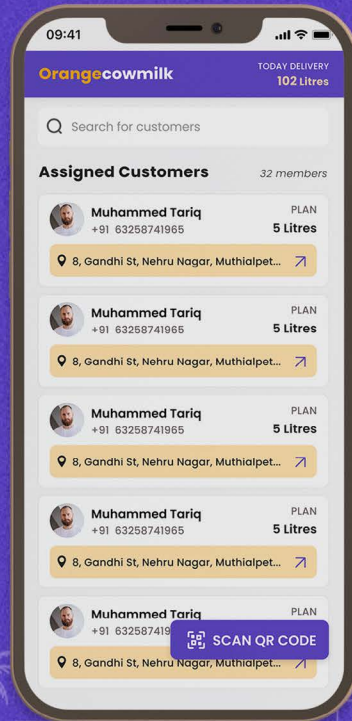 09:41
Orangecowmilk
TODAY DELIVERY
102 Litres
Search for customers
Assigned Customers
32 members
Muhammed Tariq
PLAN
+91 63258741965
5 Litres
8, Gandhi St, Nehru Nagar, Muthialpet...
Muhammed Tariq
PLAN
+91 63258741965
5 Litres
8, Gandhi St, Nehru Nagar, Muthialpet...
Muhammed Tariq
PLAN
+91 63258741965
5 Litres
8, Gandhi St, Nehru Nagar, Muthialpet...
Muhammed Tariq
PLAN
+91 63258741965
5 Litres
8, Gandhi St, Nehru Nagar, Muthialpet...
Muhammed Tariq
PLAN
+91 632587419
SCAN QR CODE
8, Gandhi St, Nehru Nagar, Muthialpet...